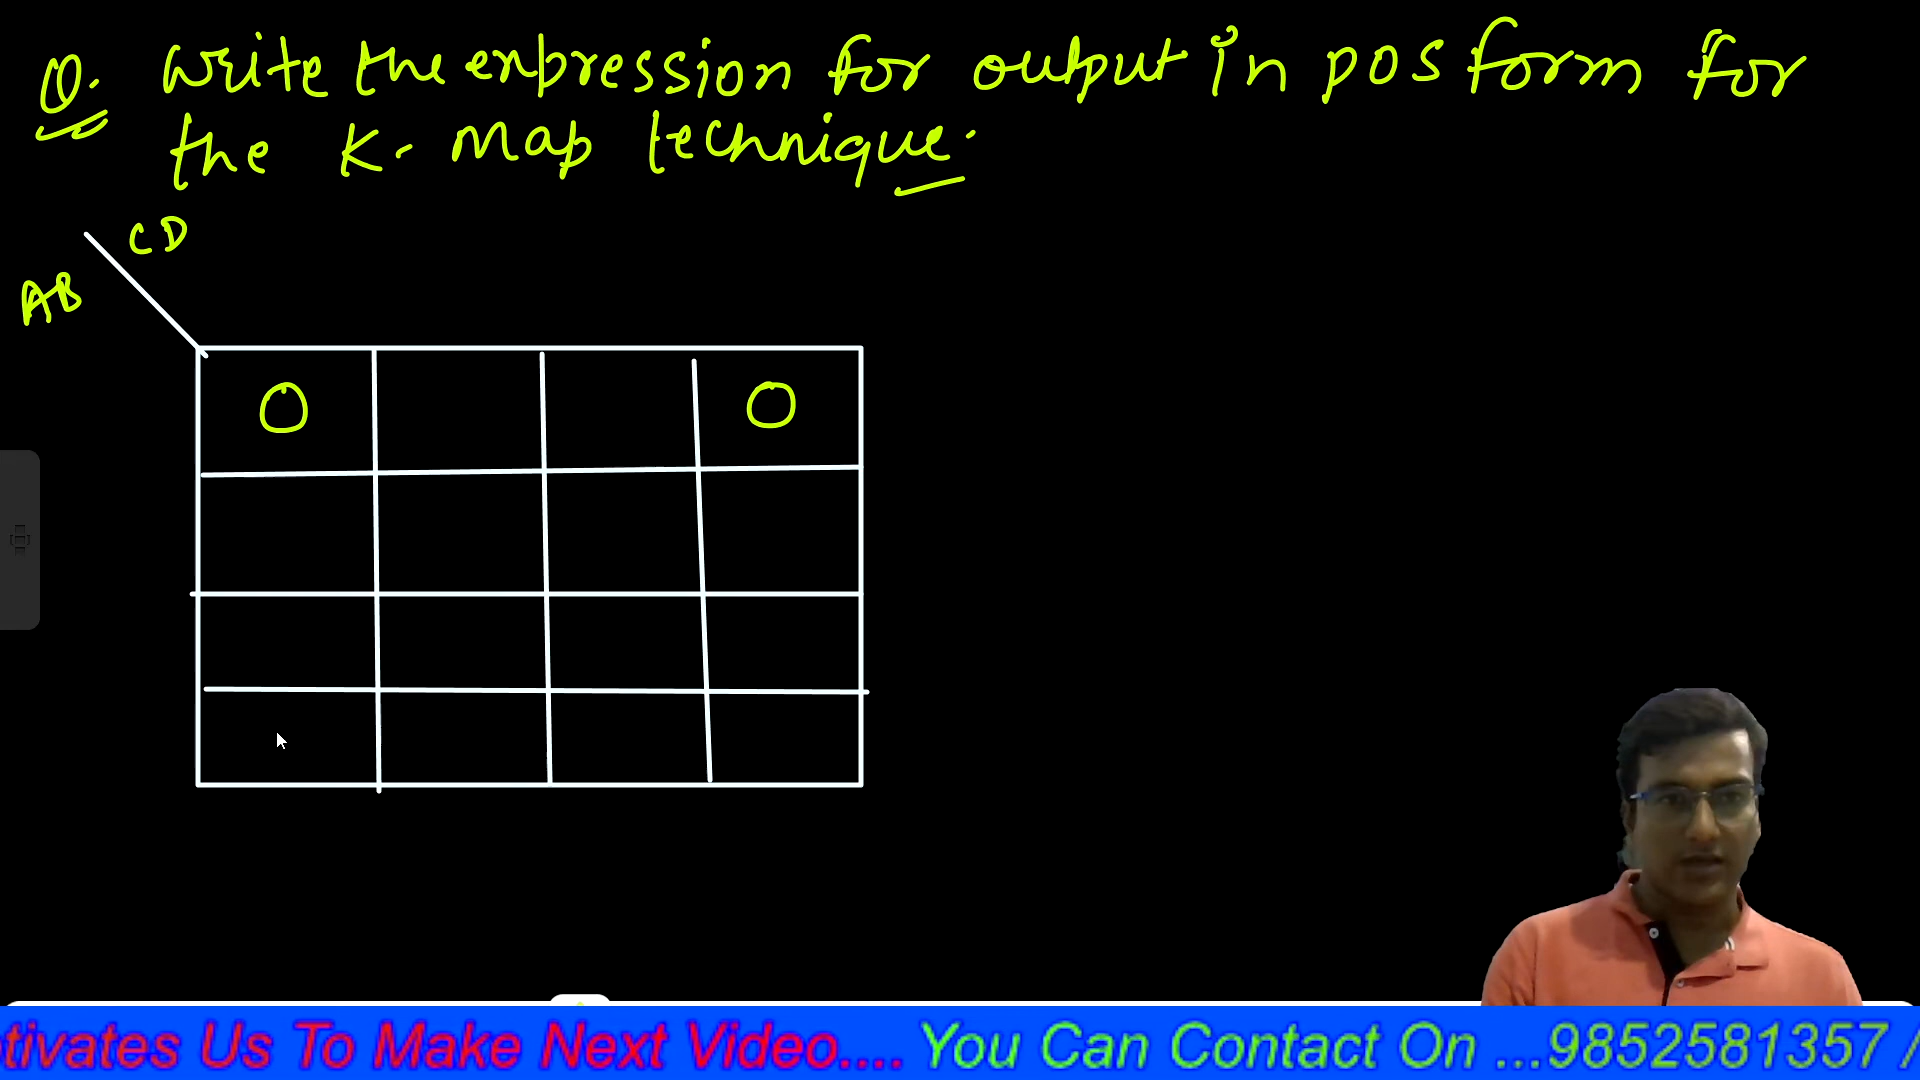 Q. Write the expression for output in pos form for
the K- Map technique.
CD
AB
0 0
tivates Us To Make Next Video.... You Can Contact On ...9852581357 /